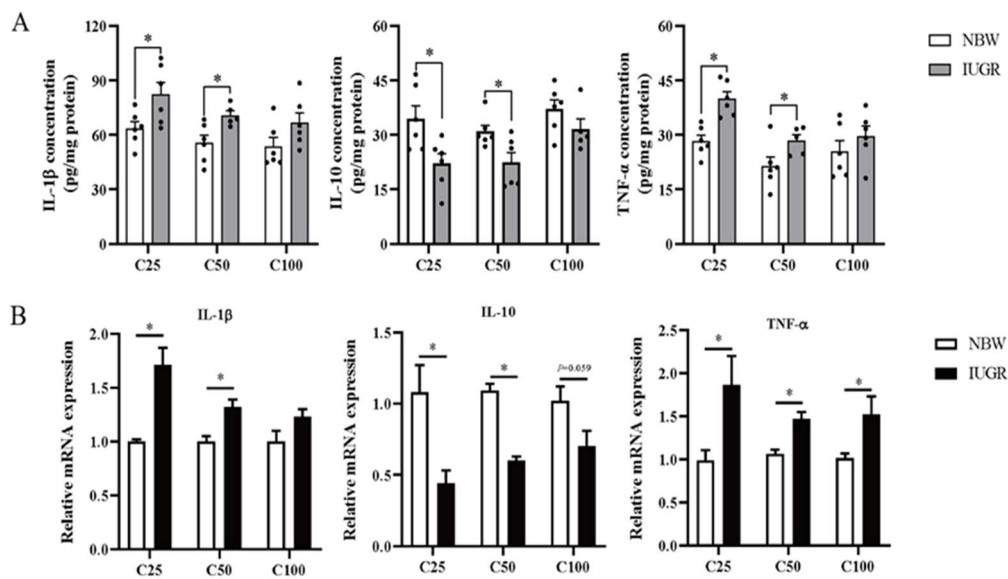 A
IL-1β concentration
(pg/mg protein)
120
90
60
30
0
*
*
C25
C50
C100
IL-10 concentration
(pg/mg protein)
60
45
30
15
0
*
*
C25
C50
C100
TNF-α concentration
(pg/mg protein)
60
45
30
15
0
*
*
C25
C50
C100
NBW
IUGR
B
IL-1β
Relative mRNA expression
2.0
1.5
1.0
0.5
0.0
*
*
C25
C50
C100
IL-10
Relative mRNA expression
1.5
1.0
0.5
0.0
*
*
P=0.059
C25
C50
C100
TNF-α
Relative mRNA expression
2.5
2.0
1.5
1.0
0.5
0.0
*
*
*
C25
C50
C100
NBW
IUGR